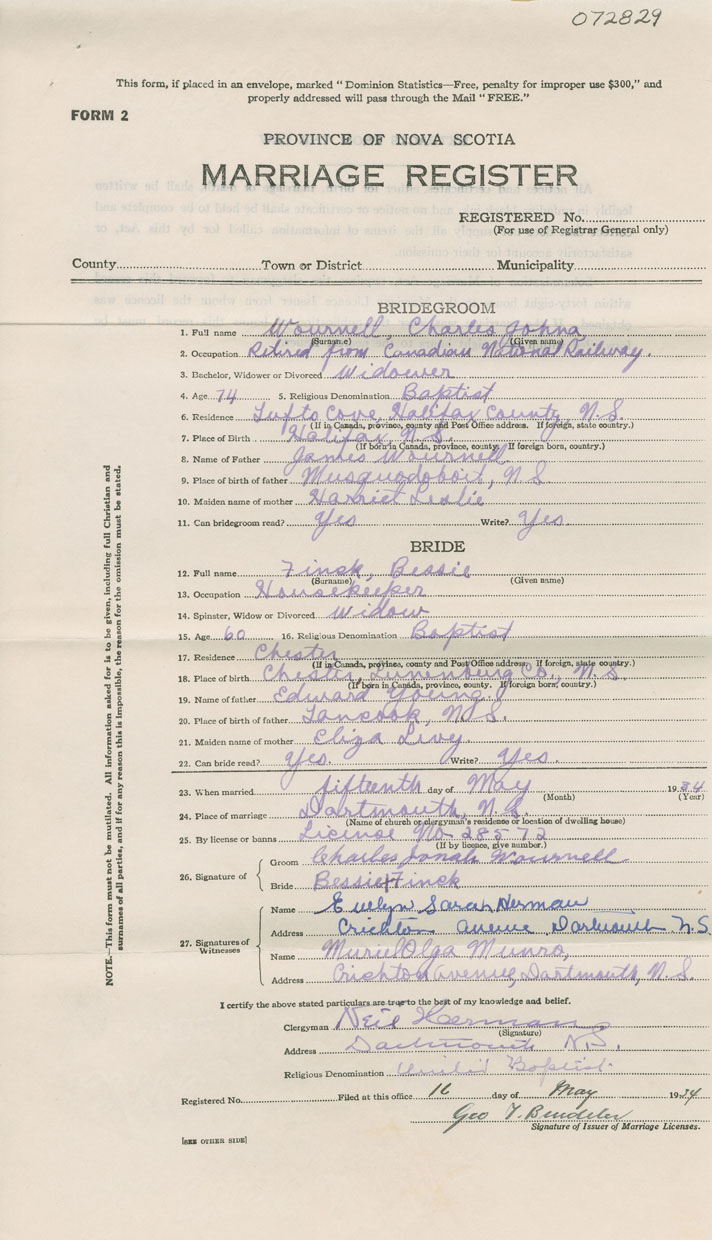 072829
This form, if placed in an envelope, marked "Dominion Statistics—Free, penalty for improper use $300," and
properly addressed will pass through the Mail "FREE."
FORM 2
PROVINCE OF NOVA SCOTIA
MARRIAGE REGISTER
REGISTERED No.
(For use of Registrar General only)
County Town or District Municipality
BRIDEGROOM
1. Full name Wournell, Charles Johna
(Surname) (Given name)
2. Occupation Retired from Canadian National Railway.
3. Bachelor, Widower or Divorced Widower
4. Age 74 5. Religious Denomination Baptist
6. Residence Cove, Halifax County, N.S.
(If in Canada, province, county and Post Office address. If foreign, state country.)
7. Place of Birth Halifax N.S.
(If born in Canada, province, county. If foreign born, country.)
8. Name of Father James Wournell
9. Place of birth of father Musquodoboit, N.S.
10. Maiden name of mother Harriet Leslie
11. Can bridegroom read? Yes Write? Yes.
BRIDE
12. Full name Finck, Bessie
(Surname) (Given name)
13. Occupation Housekeeper
14. Spinster, Widow or Divorced Widow
15. Age 60 16. Religious Denomination Baptist
17. Residence Chester
(If in Canada, province, county and Post Office address. If foreign, state country.)
18. Place of birth Chester, Lunenburg Co., N.S.
(If born in Canada, province, county. If foreign born, country.)
19. Name of father Edward Young.
20. Place of birth of father Tancook, N.S.
21. Maiden name of mother Eliza Levy.
22. Can bride read? Yes. Write? Yes.
23. When married fifteenth day of May 1934
(Month) (Year)
24. Place of marriage Dartmouth, N.S.
(Name of church or clergyman's residence or location of dwelling house)
25. By license or banns License No 28572
(If by licence, give number.)
26. Signature of
Groom Charles Jonah Wournell
Bride Bessie Finck
27. Signatures of Witnesses
Name Evelyn Sarah Herman
Address Crichton Avenue, Dartmouth N.S.
Name Muriel Olga Munro,
Address Crichton Avenue, Dartmouth, N.S.
I certify the above stated particulars are true to the best of my knowledge and belief.
Clergyman Neil Herman
(Signature)
Address Dartmouth N.S.
Religious Denomination United Baptist.
Registered No. Filed at this office 16 day of May 1934
Geo T.
Signature of Issuer of Marriage Licenses.
[SEE OTHER SIDE]
NOTE.—This form must not be mutilated. All information asked for is to be given, including full Christian and
surnames of all parties, and if for any reason this is impossible, the reason for the omission must be stated.